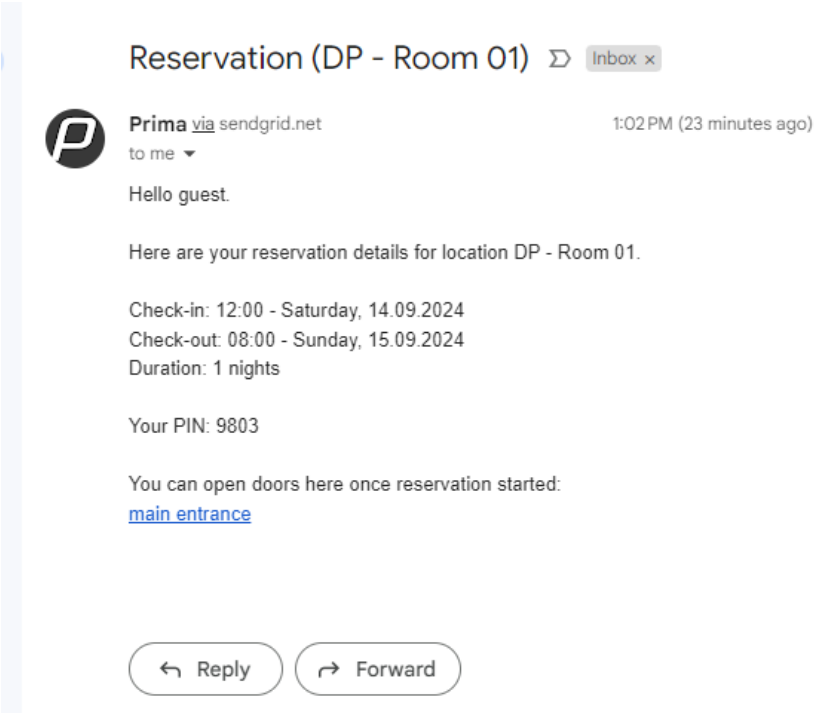 Reservation (DP - Room 01) Inbox x
Prima via sendgrid.net 1:02 PM (23 minutes ago)
to me
Hello guest.
Here are your reservation details for location DP - Room 01.
Check-in: 12:00 - Saturday, 14.09.2024
Check-out: 08:00 - Sunday, 15.09.2024
Duration: 1 nights
Your PIN: 9803
You can open doors here once reservation started:
main entrance
Reply Forward